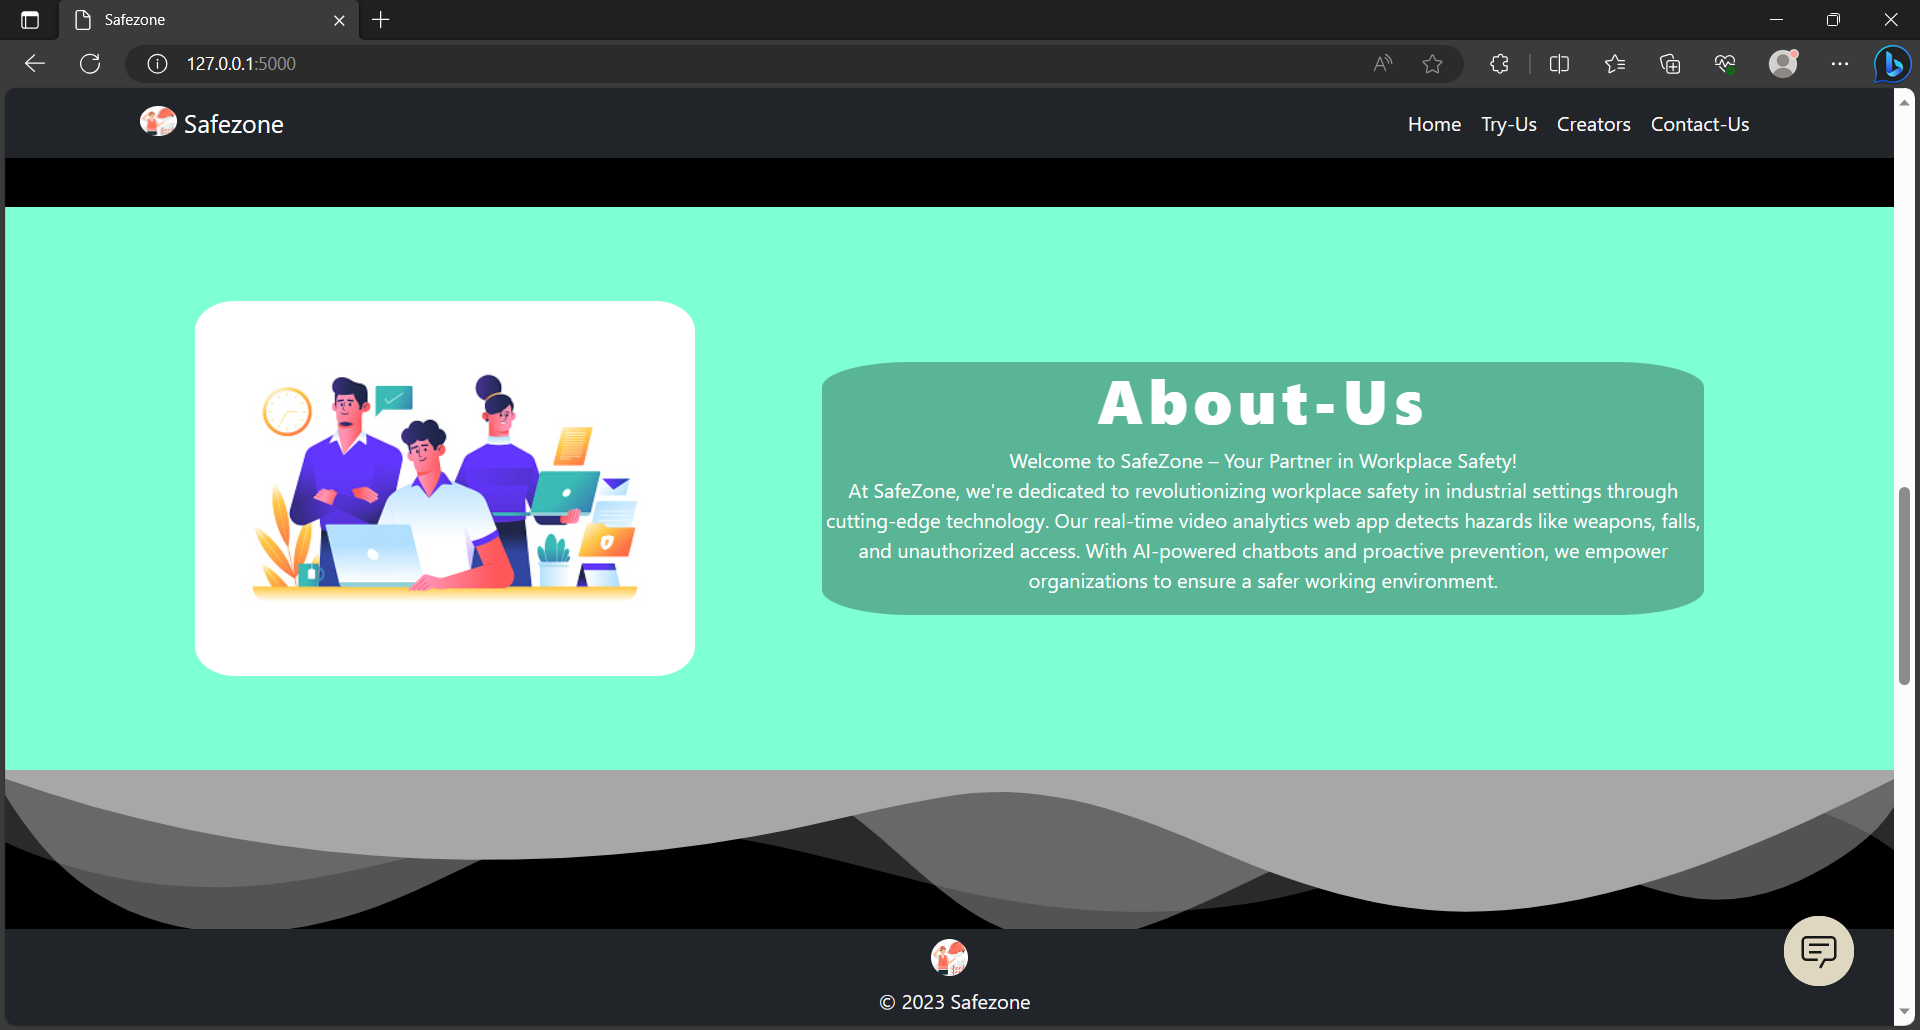 Safezone
127.0.0.1:5000
Safezone
Home Try-Us Creators Contact-Us
About-Us
Welcome to SafeZone – Your Partner in Workplace Safety!
At SafeZone, we're dedicated to revolutionizing workplace safety in industrial settings through
cutting-edge technology. Our real-time video analytics web app detects hazards like weapons, falls,
and unauthorized access. With AI-powered chatbots and proactive prevention, we empower
organizations to ensure a safer working environment.
© 2023 Safezone